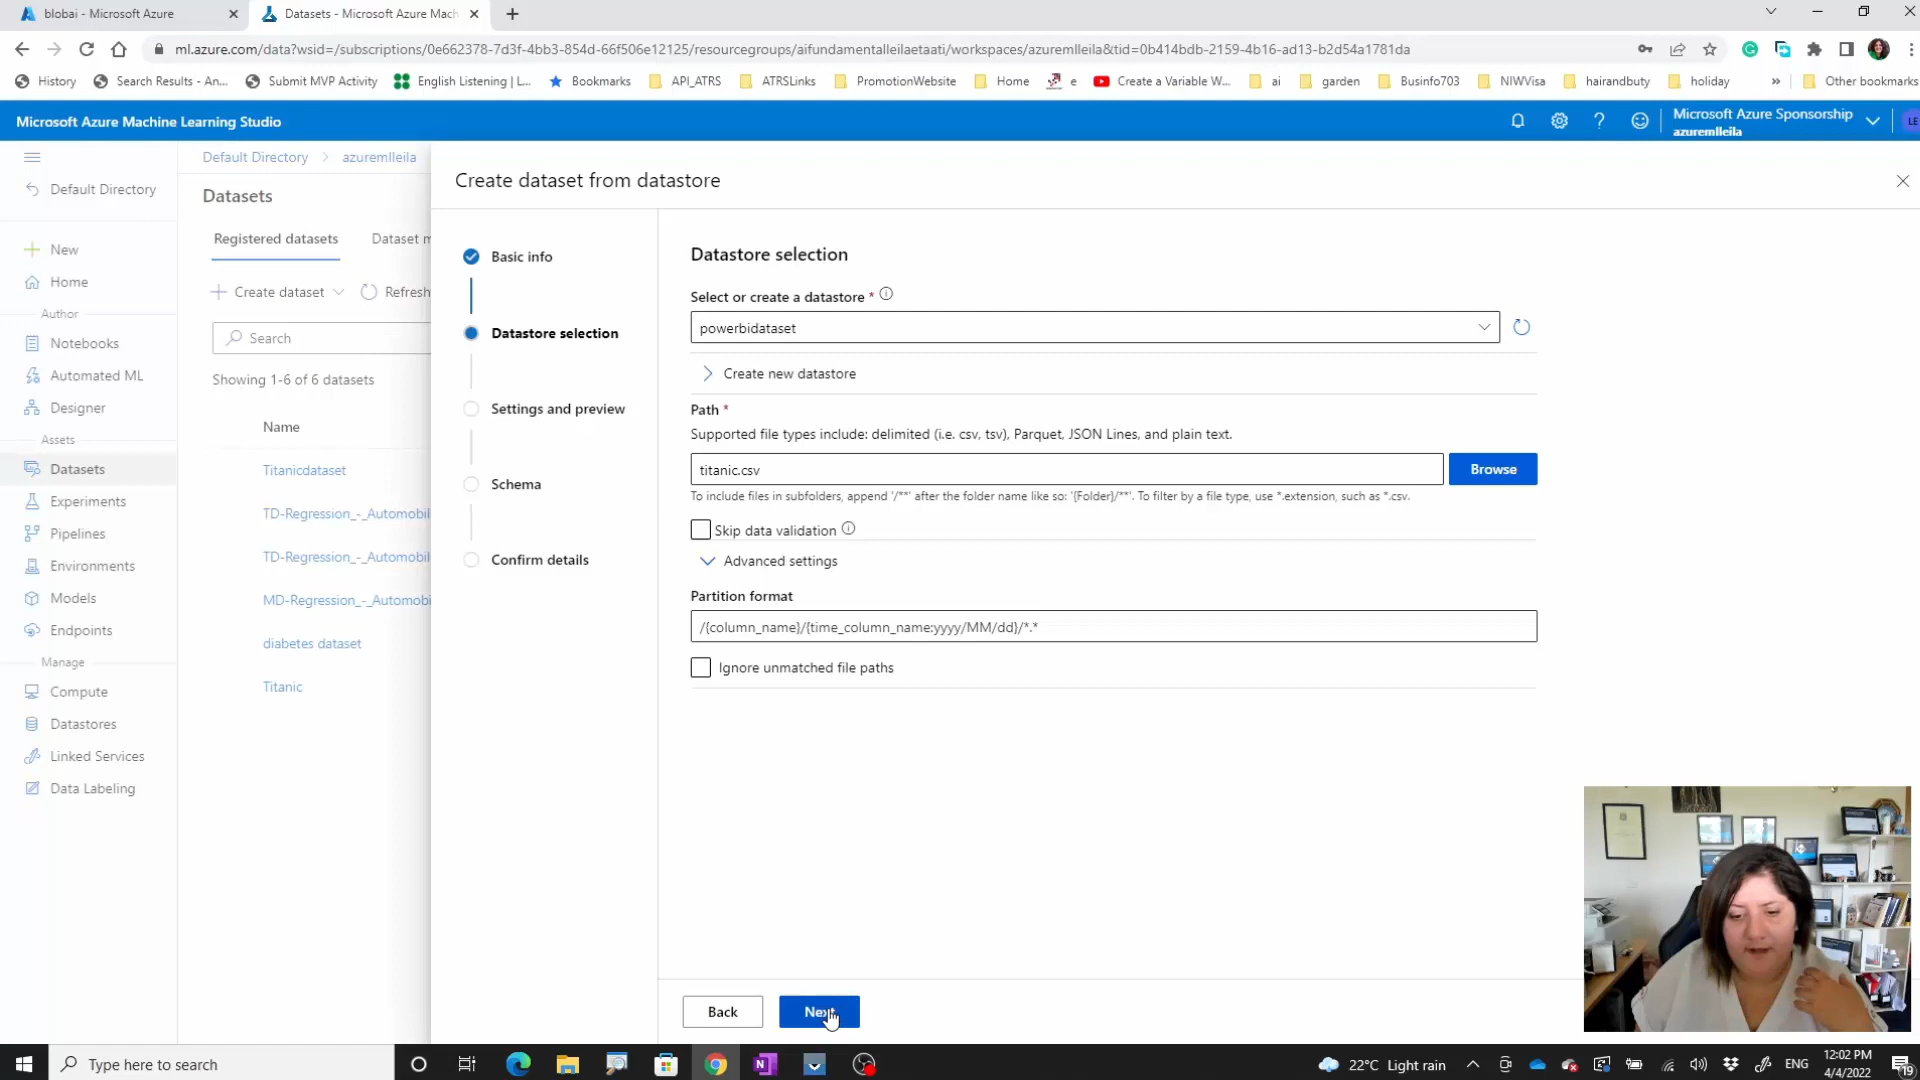 blobai - Microsoft Azure
Datasets - Microsoft Azure Mach
ml.azure.com/data?wsid=/subscriptions/0e662378-7d3f-4bb3-854d-66f506e12125/resourcegroups/aifundamentalleilaetaati/workspaces/azuremlleila&tid=0b414bdb-2159-4b16-ad13-b2d54a1781da
History
Search Results - An...
Submit MVP Activity
English Listening | L...
Bookmarks
API_ATRS
ATRSLinks
PromotionWebsite
Home
e
Create a Variable W...
ai
garden
Businfo703
NIWVisa
hairandbuty
holiday
»
Other bookmarks
Microsoft Azure Machine Learning Studio
Microsoft Azure Sponsorship
azuremlleila
LE
Default Directory
New
Home
Author
Notebooks
Automated ML
Designer
Assets
Datasets
Experiments
Pipelines
Environments
Models
Endpoints
Manage
Compute
Datastores
Linked Services
Data Labeling
Default Directory > azuremlleila
Datasets
Registered datasets
Dataset m
Create dataset
Refresh
Search
Showing 1-6 of 6 datasets
Name
Titanicdataset
TD-Regression_-_Automobil
TD-Regression_-_Automobil
MD-Regression_-_Automobi
diabetes dataset
Titanic
Create dataset from datastore
Basic info
Datastore selection
Settings and preview
Schema
Confirm details
Datastore selection
Select or create a datastore *
powerbidataset
Create new datastore
Path *
Supported file types include: delimited (i.e. csv, tsv), Parquet, JSON Lines, and plain text.
titanic.csv
Browse
To include files in subfolders, append '/**' after the folder name like so: '{Folder}/**'. To filter by a file type, use *.extension, such as *.csv.
Skip data validation
Advanced settings
Partition format
/{column_name}/{time_column_name:yyyy/MM/dd}/*.*
Ignore unmatched file paths
Back
Next
Type here to search
22°C Light rain
ENG
12:02 PM
4/4/2022
19